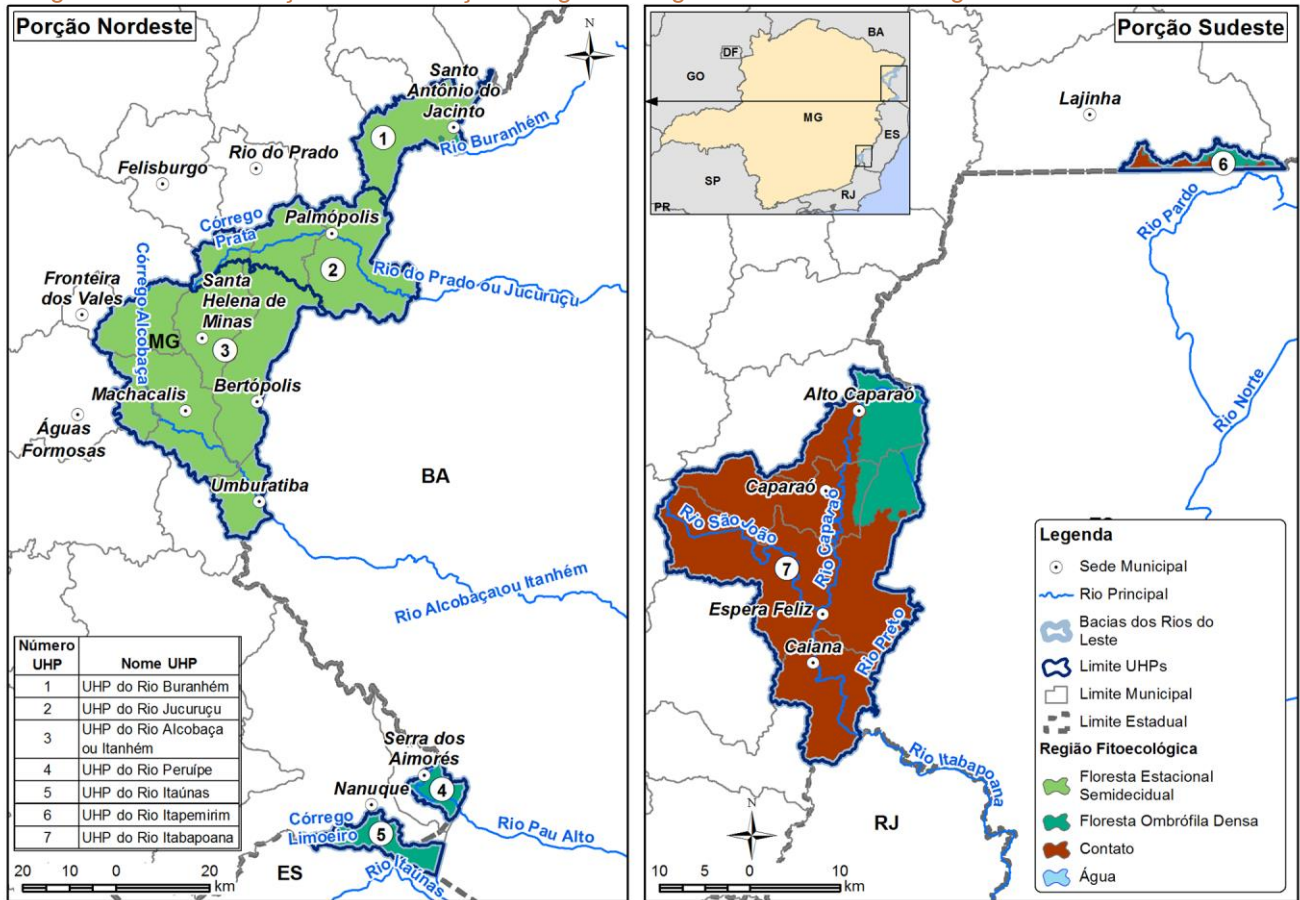 Porção Nordeste
N
Santo
Antônio do
Jacinto
1
Rio Buranhém
Rio do Prado
Felisburgo
Palmópolis
Córrego
Prata
2
Rio do Prado ou Jucuruçu
Fronteira
dos Vales
Córrego Alcobaça
Santa
Helena de
Minas
MG
3
Machacalis
Bertópolis
Águas
Formosas
Umburatiba
BA
Rio Alcobaça ou Itanhém
Número
UHP
Nome UHP
1 UHP do Rio Buranhém
2 UHP do Rio Jucuruçu
3 UHP do Rio Alcobaça
ou Itanhém
4 UHP do Rio Peruípe
5 UHP do Rio Itaúnas
6 UHP do Rio Itapemirim
7 UHP do Rio Itabapoana
Serra dos
Aimorés
4
Nanuque
Córrego
Limoeiro
5
Rio Pau Alto
Rio Itaúnas
ES
20 10 0 20
km
Porção Sudeste
BA
DF
GO
MG
ES
SP
RJ
PR
Lajinha
6
Rio Pardo
Rio Norte
Alto Caparaó
Caparaó
Rio São João
Rio Caparaó
7
Espera Feliz
Rio Preto
Caiana
Rio Itabapoana
RJ
N
10 5 0 10
km
Legenda
Sede Municipal
Rio Principal
Bacias dos Rios do
Leste
Limite UHPs
Limite Municipal
Limite Estadual
Região Fitoecológica
Floresta Estacional
Semidecidual
Floresta Ombrófila Densa
Contato
Água